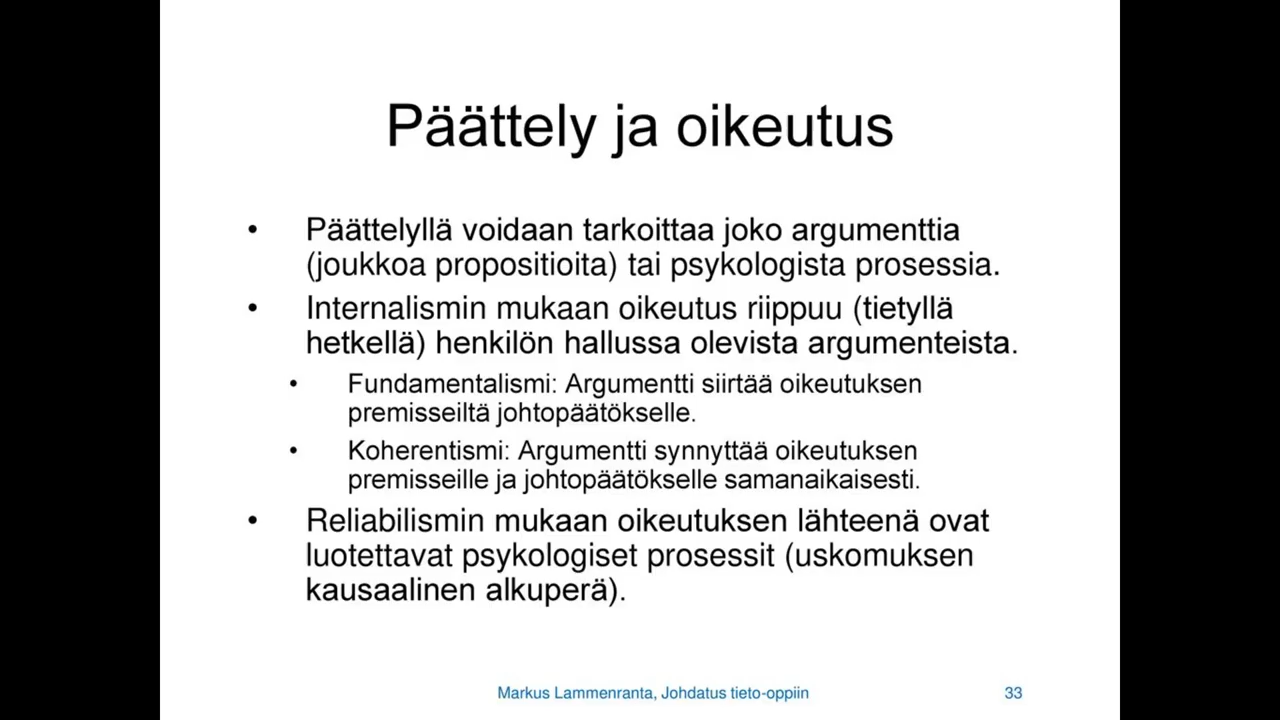 Päättely ja oikeutus
• Päättelyllä voidaan tarkoittaa joko argumenttia
(joukkoa propositioita) tai psykologista prosessia.
• Internalismin mukaan oikeutus riippuu (tietyllä
hetkellä) henkilön hallussa olevista argumenteista.
• Fundamentalismi: Argumentti siirtää oikeutuksen
premisseiltä johtopäätökselle.
• Koherentismi: Argumentti synnyttää oikeutuksen
premisseille ja johtopäätökselle samanaikaisesti.
• Reliabilismin mukaan oikeutuksen lähteenä ovat
luotettavat psykologiset prosessit (uskomuksen
kausaalinen alkuperä).
Markus Lammenranta, Johdatus tieto-oppiin 33